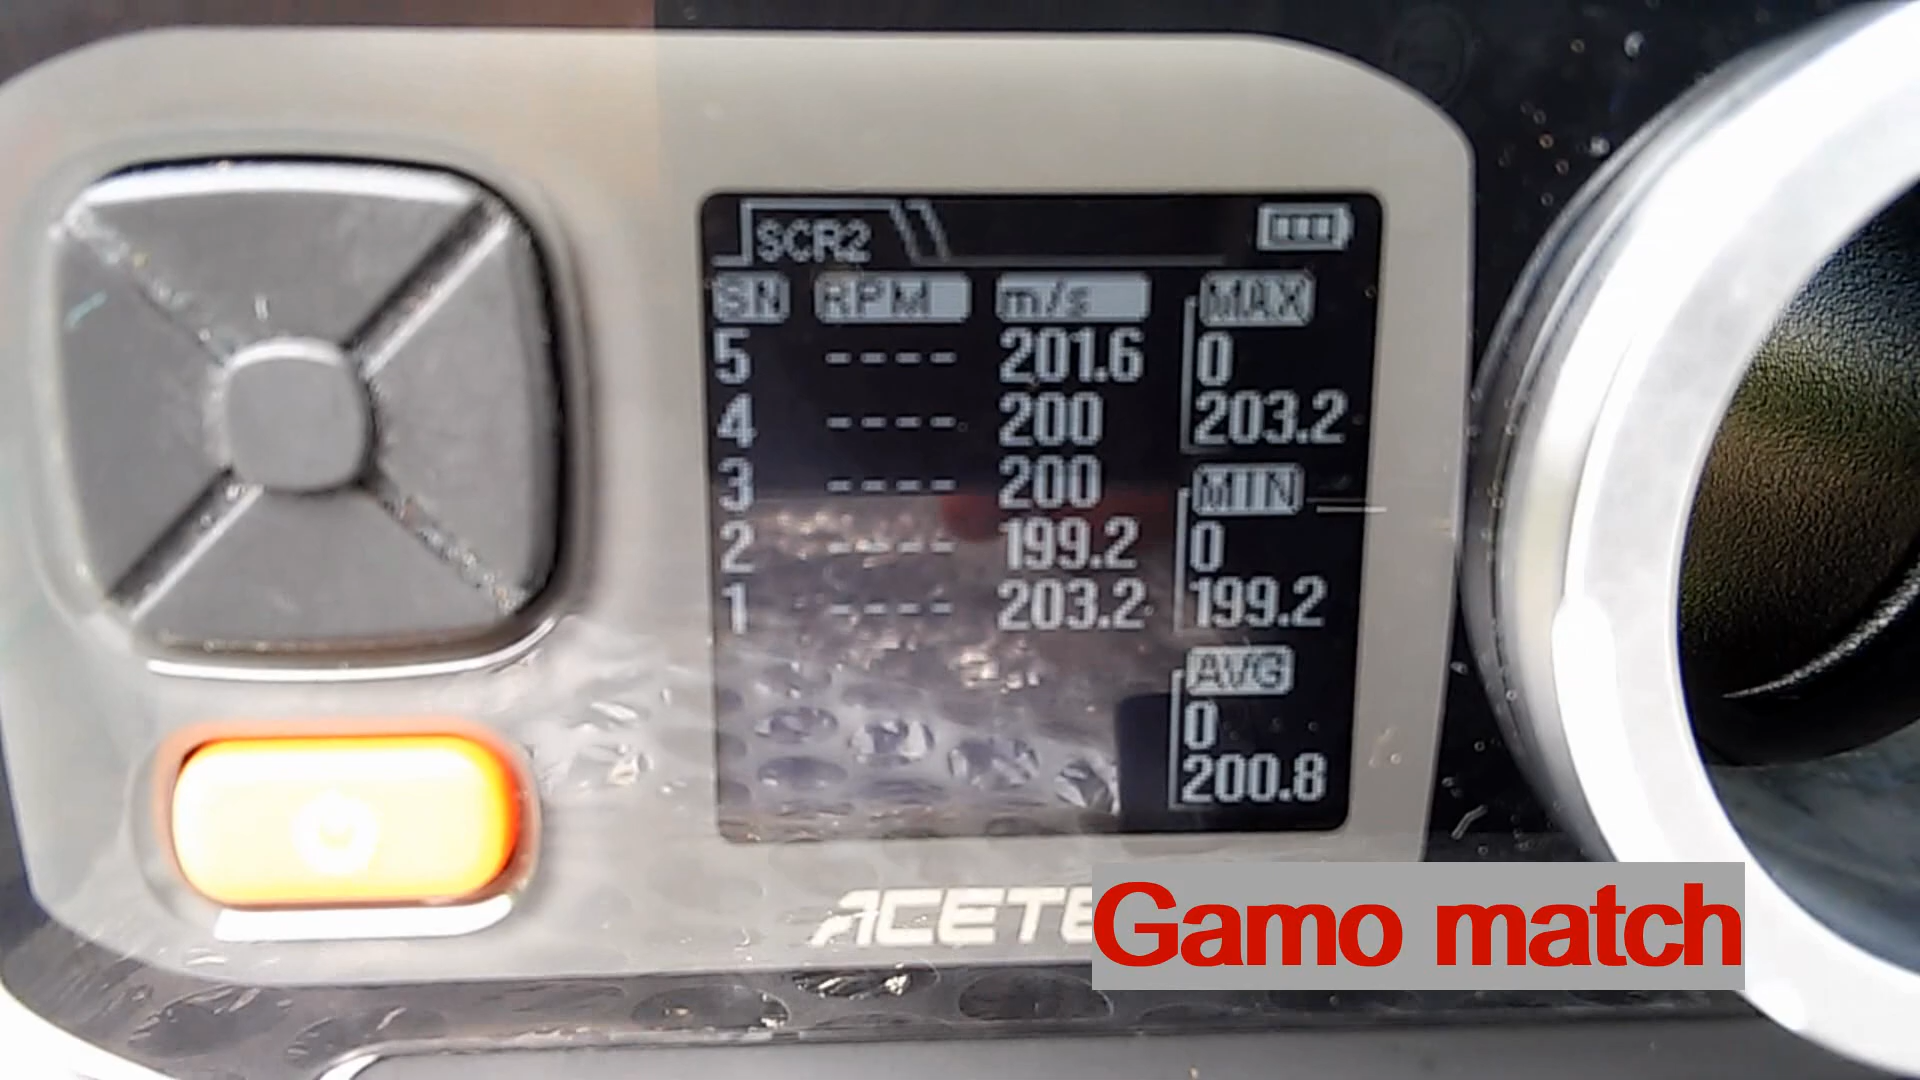 SCR2
SN RPM m/s MAX
5 ---- 201.6 0
4 ---- 200 203.2
3 ---- 200 MIN
2 ---- 199.2 0
1 ---- 203.2 199.2
AVG
0
200.8
ACETE
Gamo match